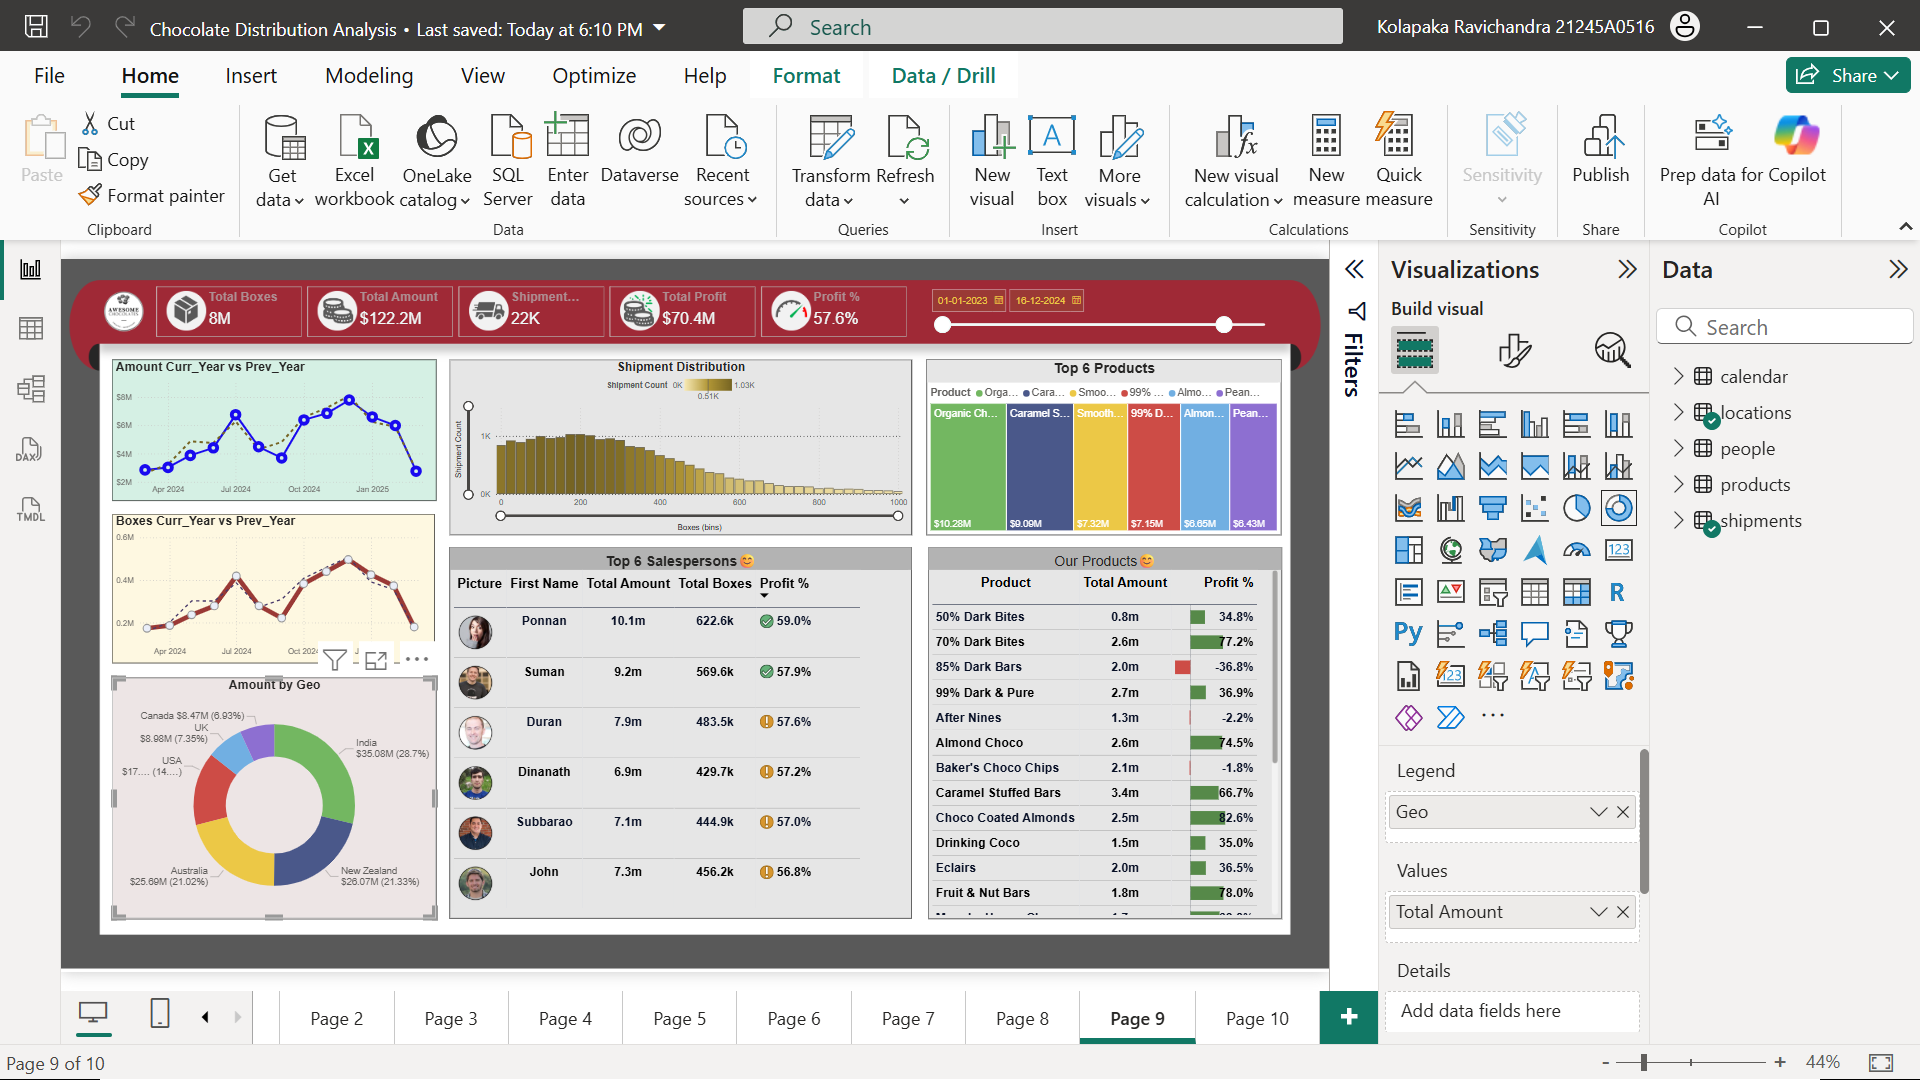 Chocolate Distribution Analysis • Last saved: Today at 6:10 PM
Search
Kolapaka Ravichandra 21245A0516
File Home Insert Modeling View Optimize Help Format Data / Drill
Share
Paste
Cut
Copy
Format painter
Clipboard
Get data
Excel workbook
OneLake catalog
SQL Server
Enter data
Dataverse
Recent sources
Data
Transform data
Refresh
Queries
New visual
Text box
More visuals
Insert
New visual calculation
New measure
Quick measure
Calculations
Sensitivity
Sensitivity
Publish
Share
Prep data for AI
Copilot
Copilot
DAX
TMDL
AWESOME
Total Boxes
8M
Total Amount
$122.2M
Shipment...
22K
Total Profit
$70.4M
Profit %
57.6%
01-01-2023
16-12-2024
Amount Curr_Year vs Prev_Year
$8M
$6M
$4M
$2M
Apr 2024 Jul 2024 Oct 2024 Jan 2025
Boxes Curr_Year vs Prev_Year
0.6M
0.4M
0.2M
Apr 2024 Jul 2024 Oct 202
Amount by Geo
Canada $8.47M (6.93%)
UK
$8.98M (7.35%)
USA
$17.... (14....)
India
$35.08M (28.7%)
Australia
$25.69M (21.02%)
New Zealand
$26.07M (21.33%)
Shipment Distribution
Shipment Count 0K 1.03K
0.51K
Shipment Count
1K
0K
0 200 400 600 800 1000
Boxes (bins)
Top 6 Salespersons 😊
Picture First Name Total Amount Total Boxes Profit %
Ponnan 10.1m 622.6k 59.0%
Suman 9.2m 569.6k 57.9%
Duran 7.9m 483.5k 57.6%
Dinanath 6.9m 429.7k 57.2%
Subbarao 7.1m 444.9k 57.0%
John 7.3m 456.2k 56.8%
Top 6 Products
Product Orga... Cara... Smoo... 99% ... Almo... Pean...
Organic Ch... Caramel S... Smooth... 99% D... Almon... Pean...
$10.28M $9.09M $7.32M $7.15M $6.65M $6.43M
Our Products 😊
Product Total Amount Profit %
50% Dark Bites 0.8m 34.8%
70% Dark Bites 2.6m 77.2%
85% Dark Bars 2.0m -36.8%
99% Dark & Pure 2.7m 36.9%
After Nines 1.3m -2.2%
Almond Choco 2.6m 74.5%
Baker's Choco Chips 2.1m -1.8%
Caramel Stuffed Bars 3.4m 66.7%
Choco Coated Almonds 2.5m 82.6%
Drinking Coco 1.5m 35.0%
Eclairs 2.0m 36.5%
Fruit & Nut Bars 1.8m 78.0%
Filters
Visualizations
Build visual
123
R
Py
123
Legend
Geo
Values
Total Amount
Details
Add data fields here
Data
Search
calendar
locations
people
products
shipments
Page 2 Page 3 Page 4 Page 5 Page 6 Page 7 Page 8 Page 9 Page 10
Page 9 of 10
- + 44%